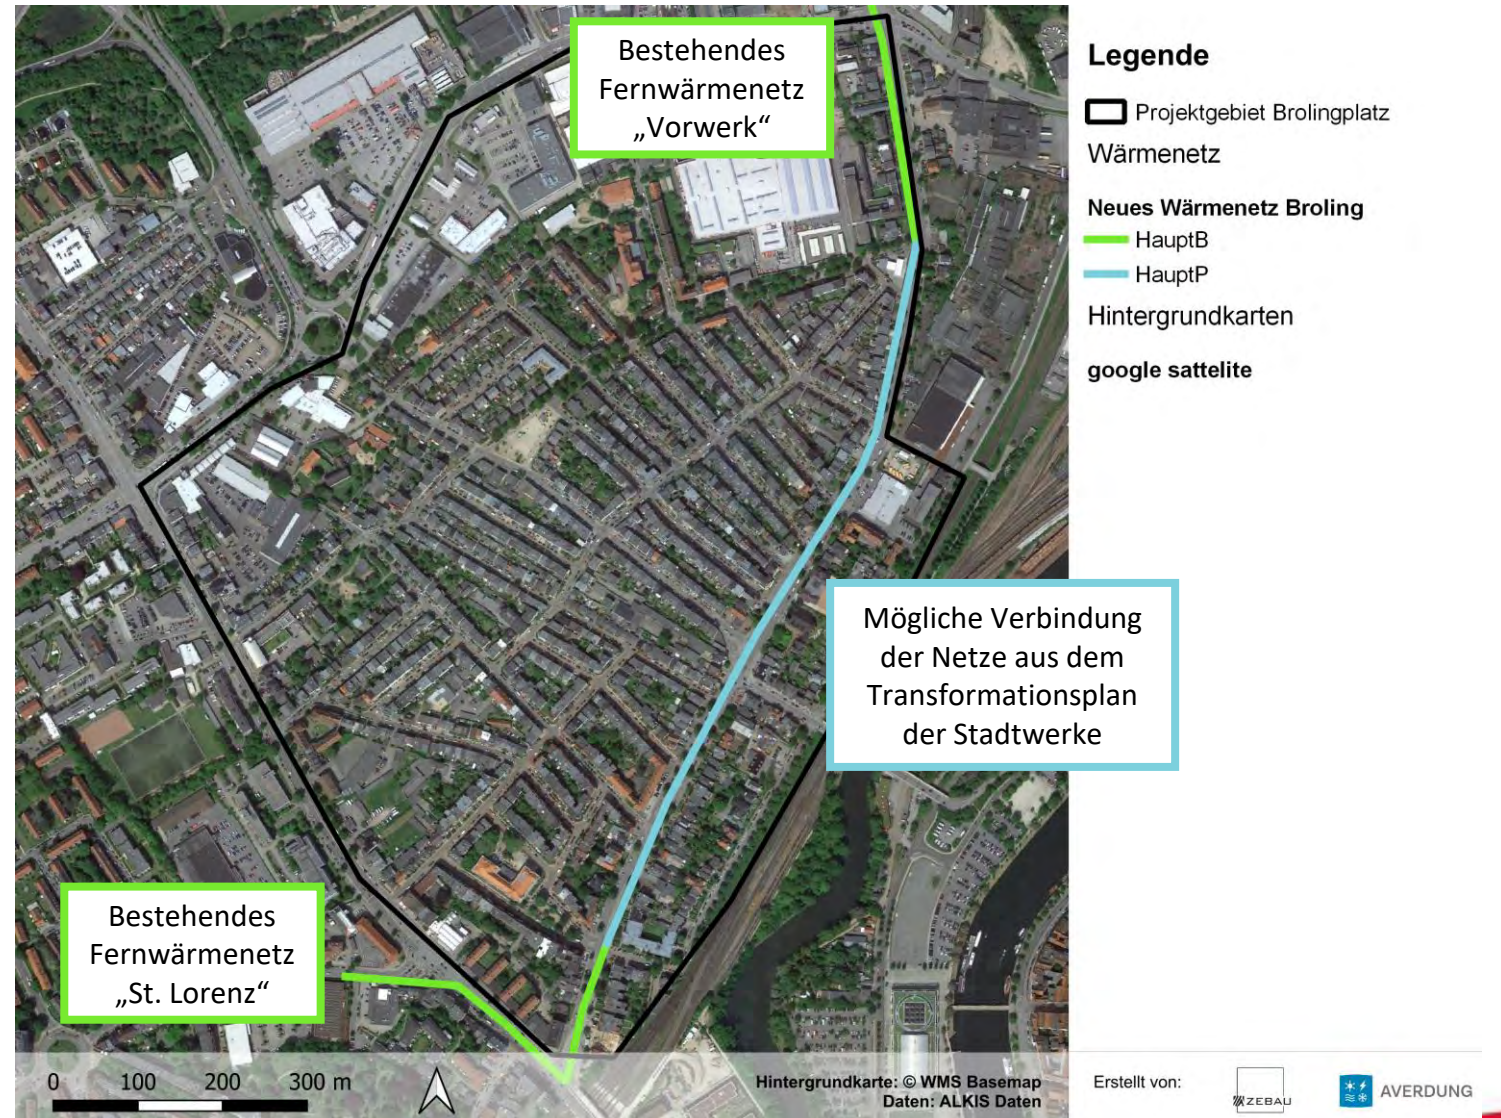 Bestehendes
Fernwärmenetz
„Vorwerk“
Legende
Projektgebiet Brolingplatz
Wärmenetz
Neues Wärmenetz Broling
HauptB
HauptP
Hintergrundkarten
google sattelite
Mögliche Verbindung
der Netze aus dem
Transformationsplan
der Stadtwerke
Bestehendes
Fernwärmenetz
„St. Lorenz“
0 100 200 300 m
Hintergrundkarte: © WMS Basemap
Daten: ALKIS Daten
Erstellt von:
ZEBAU
AVERDUNG